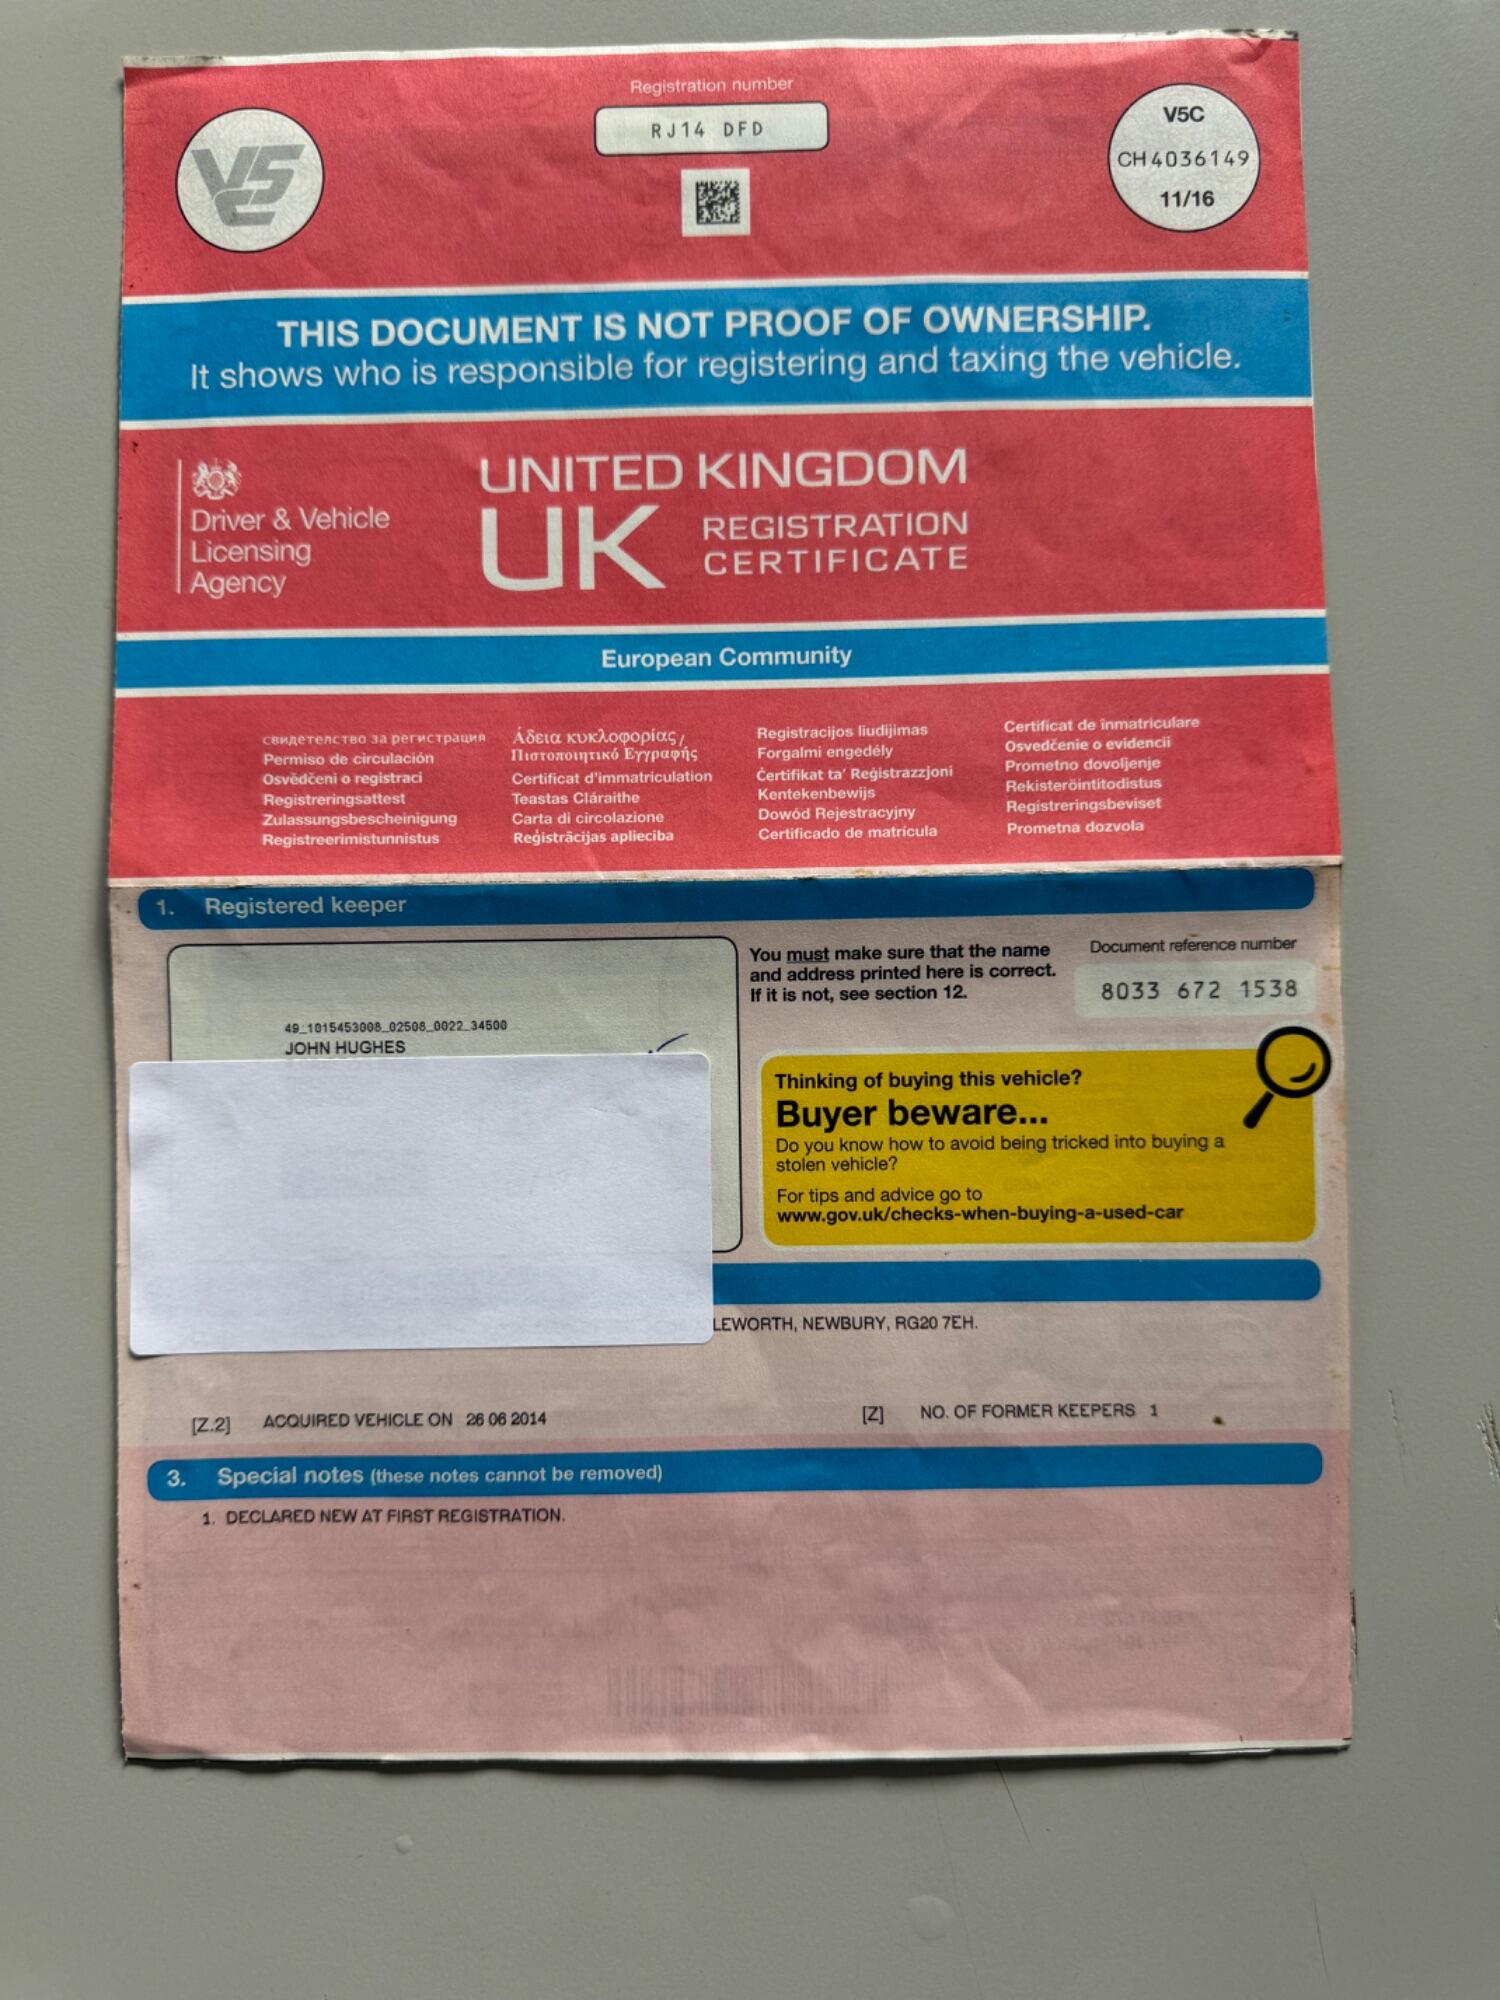 Registration number
RJ14 DFD
V5C
V5C
CH4036149
11/16
THIS DOCUMENT IS NOT PROOF OF OWNERSHIP.
It shows who is responsible for registering and taxing the vehicle.
Driver & Vehicle
Licensing
Agency
UNITED KINGDOM
UK REGISTRATION
CERTIFICATE
European Community
свидетелство за регистрация
Permiso de circulación
Osvědčeni o registraci
Registreringsattest
Zulassungsbescheinigung
Registreerimistunnistus
Άδεια κυκλοφορίας/
Πιστοποιητικό Εγγραφής
Certificat d'immatriculation
Teastas Cláraithe
Carta di circolazione
Reģistrācijas apliecība
Registracijos liudijimas
Forgalmi engedély
Ċertifikat ta' Reġistrazzjoni
Kentekenbewijs
Dowód Rejestracyjny
Certificado de matrícula
Certificat de înmatriculare
Osvedčenie o evidencii
Prometno dovoljenje
Rekisteröintitodistus
Registreringsbeviset
Prometna dozvola
1. Registered keeper
49_1015453008_02508_0022_34500
JOHN HUGHES
You must make sure that the name
and address printed here is correct.
If it is not, see section 12.
Document reference number
8033 672 1538
Thinking of buying this vehicle?
Buyer beware...
Do you know how to avoid being tricked into buying a
stolen vehicle?
For tips and advice go to
www.gov.uk/checks-when-buying-a-used-car
LEWORTH, NEWBURY, RG20 7EH.
[Z.2] ACQUIRED VEHICLE ON 26 06 2014
[Z] NO. OF FORMER KEEPERS 1
3. Special notes (these notes cannot be removed)
1. DECLARED NEW AT FIRST REGISTRATION.